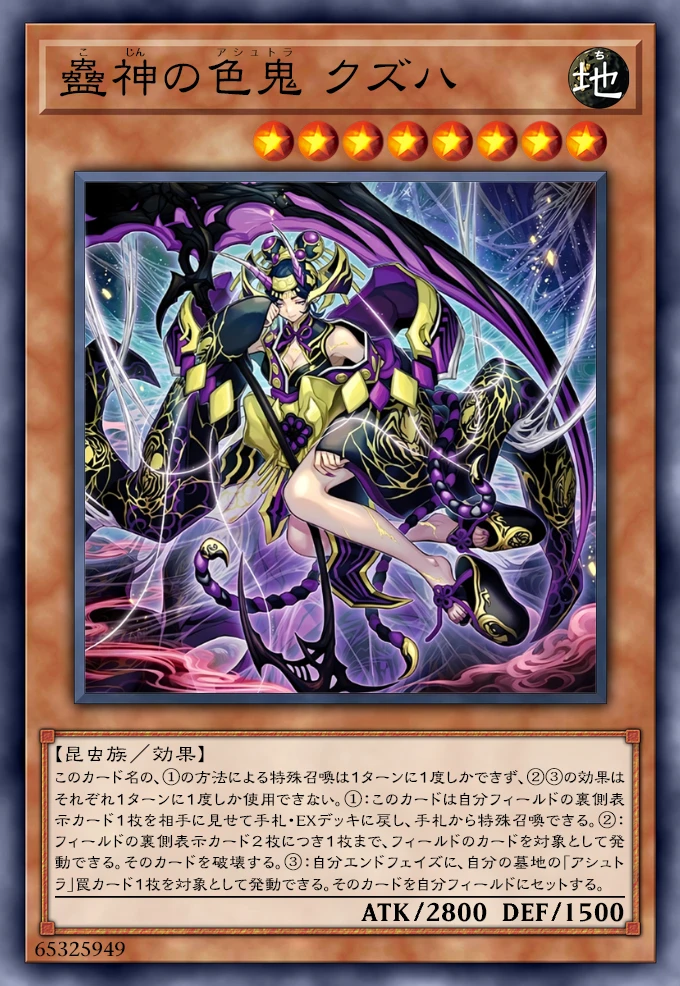 こ じん アシュトラ
蠱神の色鬼 クズハ
ち
地
【昆虫族／効果】
このカード名の、①の方法による特殊召喚は1ターンに1度しかできず、②③の効果は
それぞれ1ターンに1度しか使用できない。①：このカードは自分フィールドの裏側表
示カード1枚を相手に見せて手札・EXデッキに戻し、手札から特殊召喚できる。②：
フィールドの裏側表示カード2枚につき1枚まで、フィールドのカードを対象として発
動できる。そのカードを破壊する。③：自分エンドフェイズに、自分の墓地の「アシュト
ラ」罠カード1枚を対象として発動できる。そのカードを自分フィールドにセットする。
ATK/2800 DEF/1500
65325949